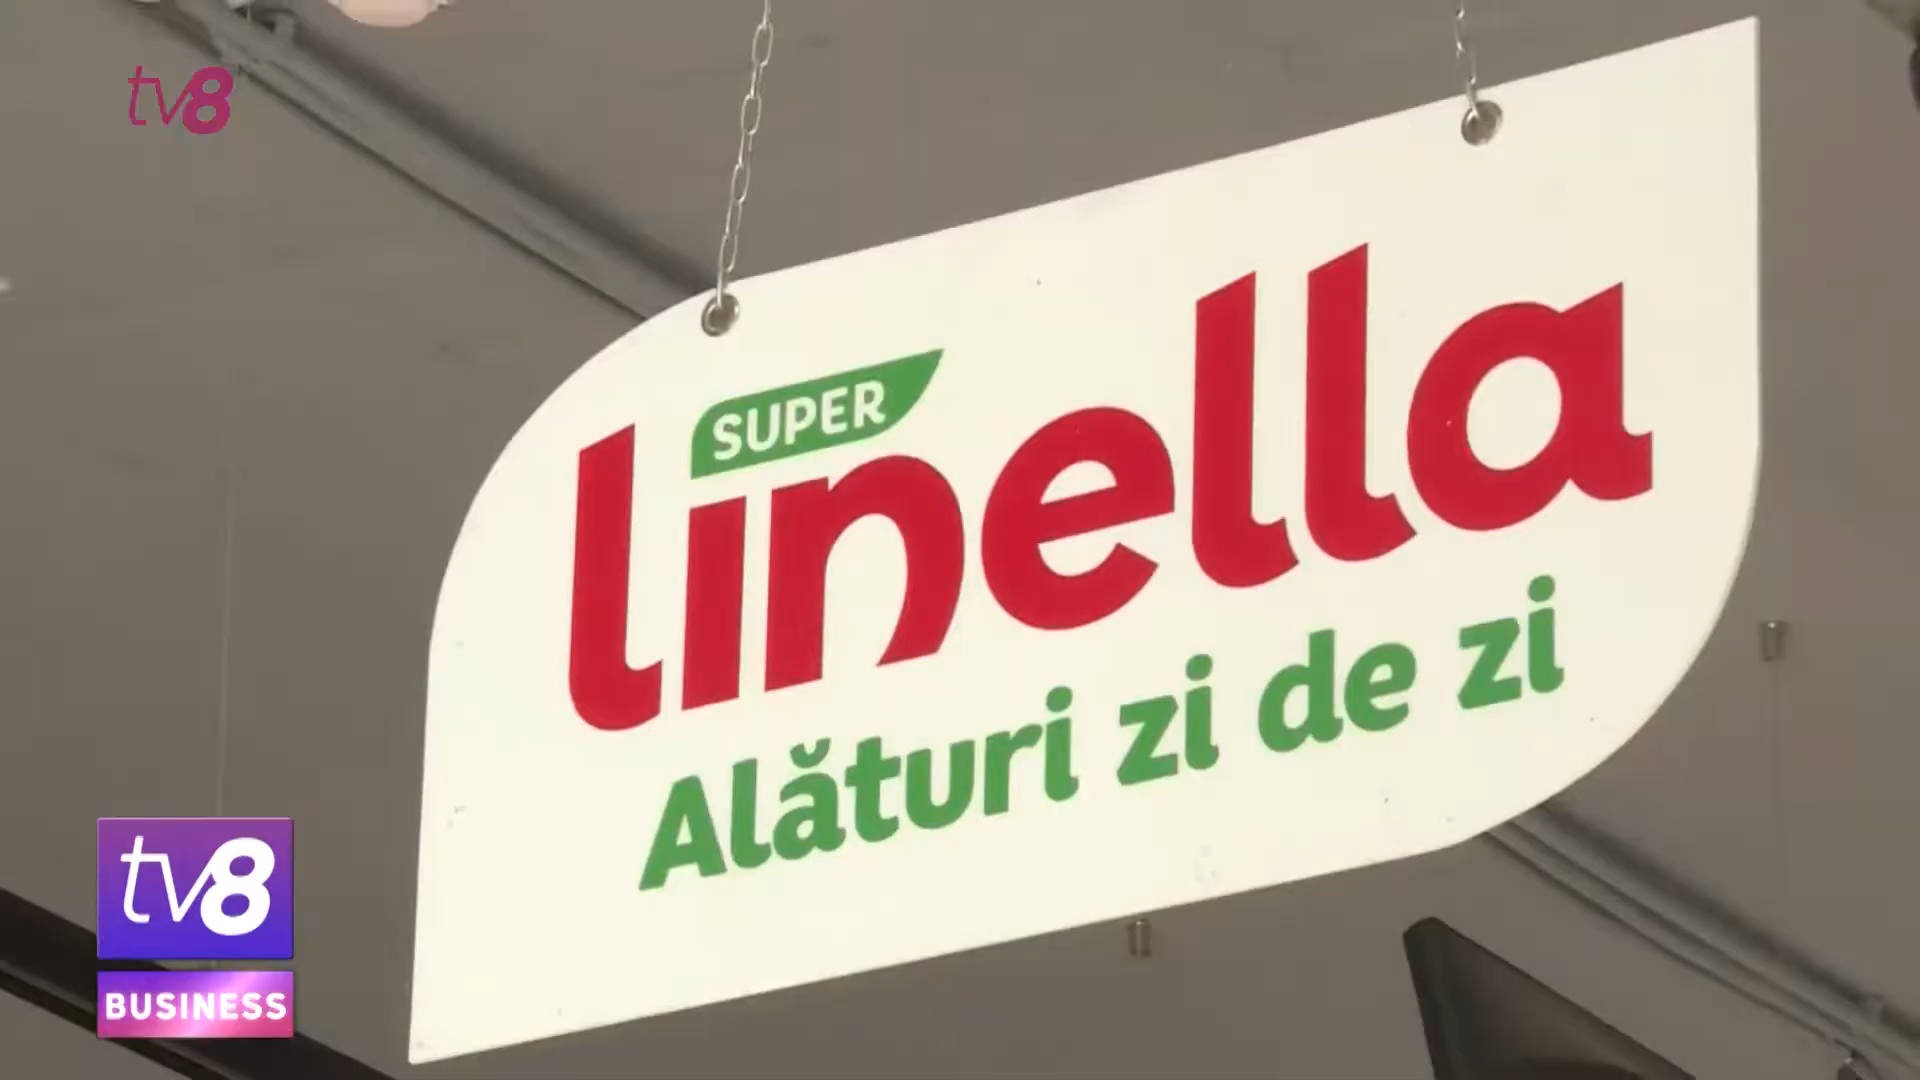 tv8
SUPER
linella
Alături zi de zi
tv8
BUSINESS